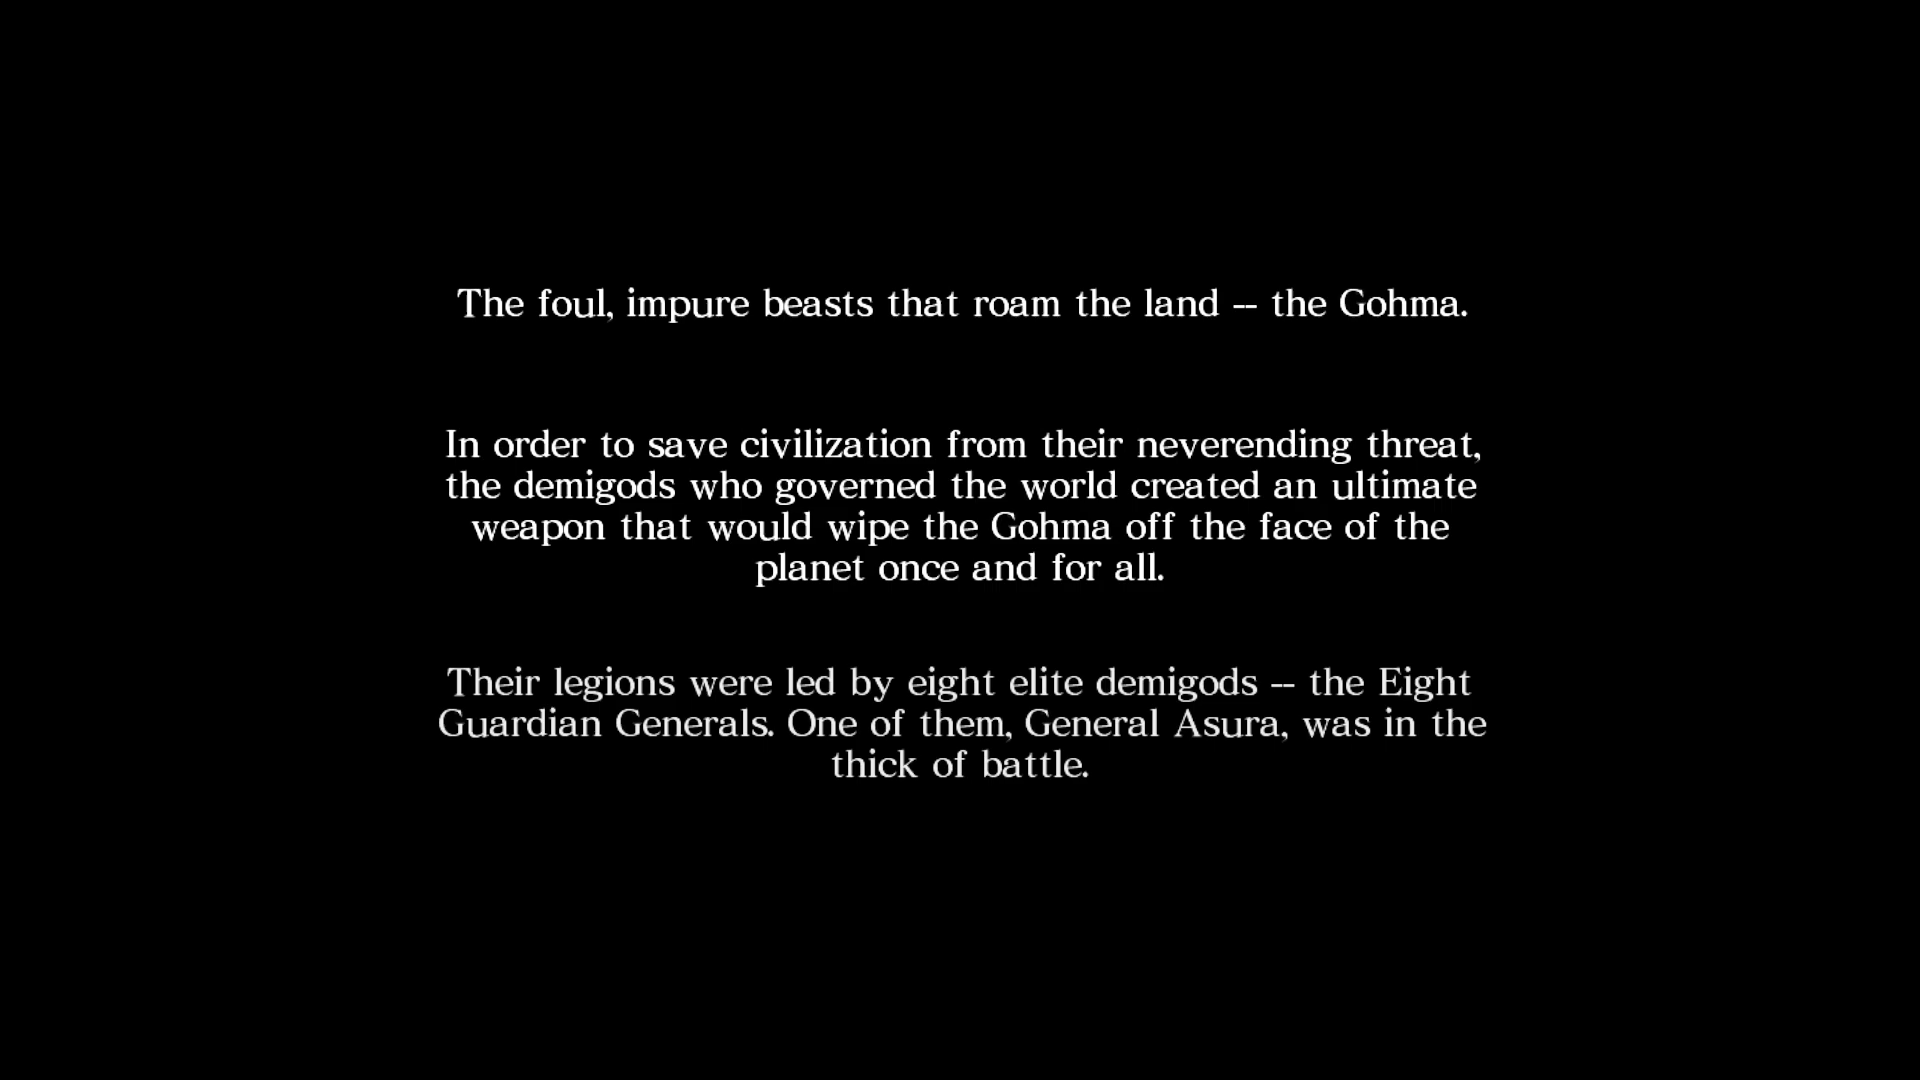 The foul, impure beasts that roam the land -- the Gohma.
In order to save civilization from their neverending threat,
the demigods who governed the world created an ultimate
weapon that would wipe the Gohma off the face of the
planet once and for all.
Their legions were led by eight elite demigods -- the Eight
Guardian Generals. One of them, General Asura, was in the
thick of battle.